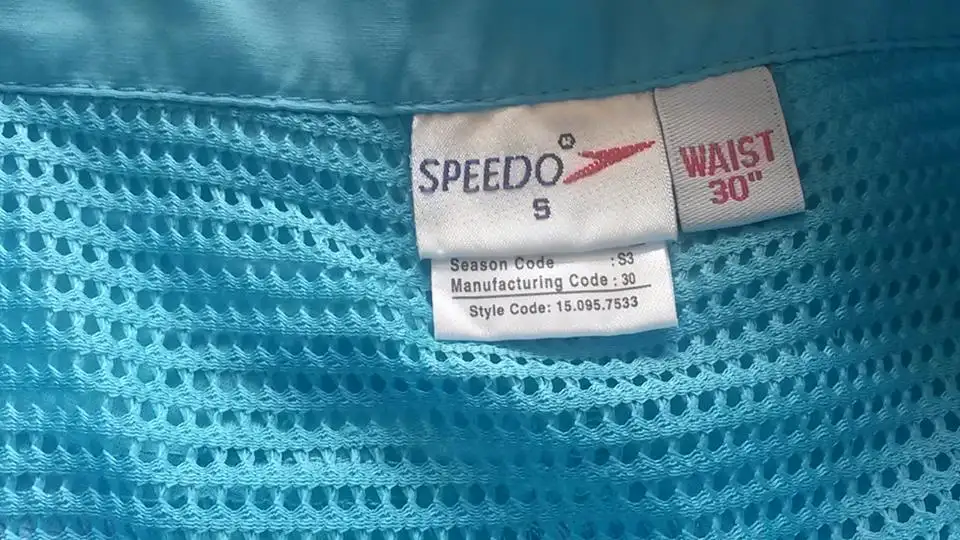 SPEEDO®
S
WAIST
30"
Season Code : S3
Manufacturing Code : 30
Style Code: 15.095.7533